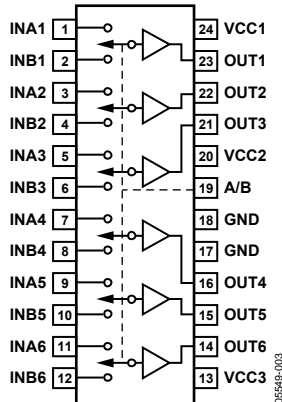 INA1 1 24 VCC1
INB1 2 23 OUT1
INA2 3 22 OUT2
INB2 4 21 OUT3
INA3 5 20 VCC2
INB3 6 19 A/B
INA4 7 18 GND
INB4 8 17 GND
INA5 9 16 OUT4
INB5 10 15 OUT5
INA6 11 14 OUT6
INB6 12 13 VCC3
05549-003